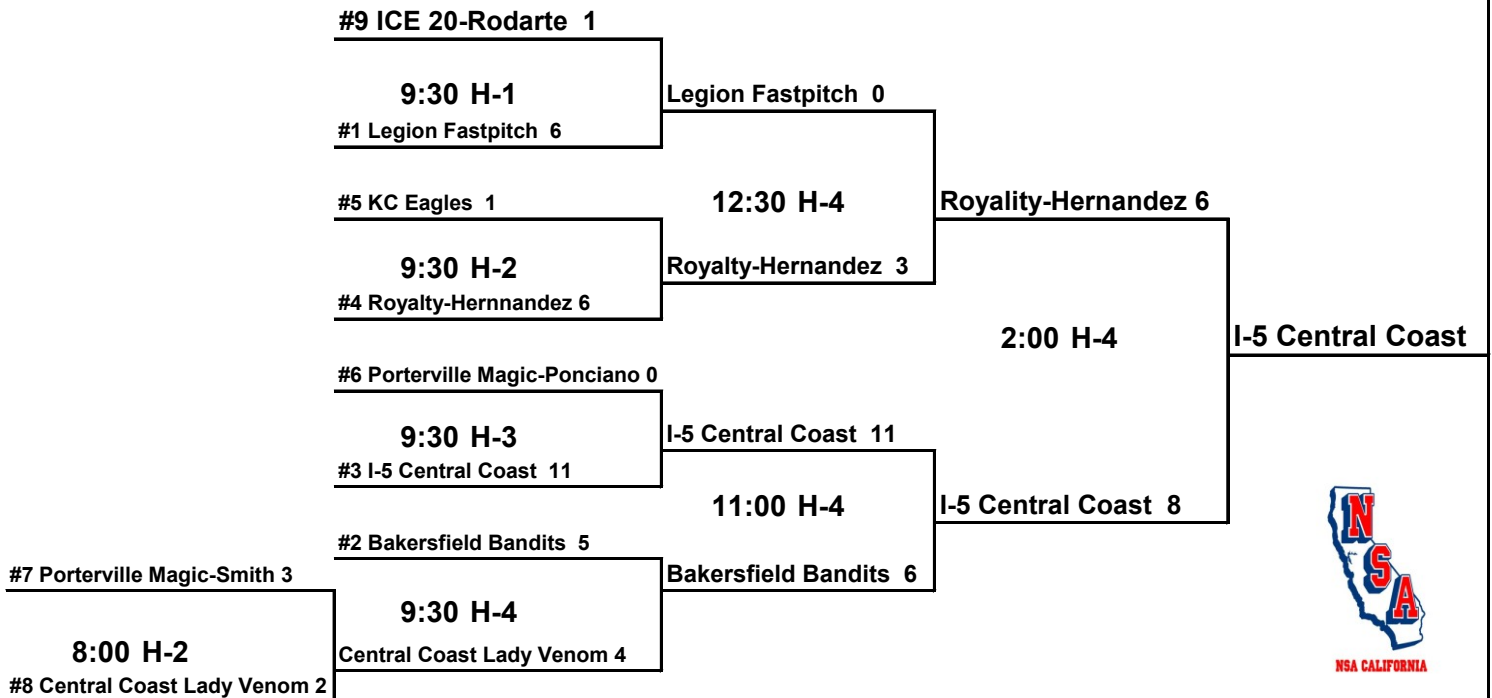 #9 ICE 20-Rodarte 1
9:30 H-1
#1 Legion Fastpitch 6
Legion Fastpitch 0
#5 KC Eagles 1
9:30 H-2
#4 Royalty-Hernnandez 6
12:30 H-4
Royalty-Hernandez 3
Royality-Hernandez 6
2:00 H-4
I-5 Central Coast
#6 Porterville Magic-Ponciano 0
9:30 H-3
#3 I-5 Central Coast 11
I-5 Central Coast 11
11:00 H-4
I-5 Central Coast 8
#2 Bakersfield Bandits 5
Bakersfield Bandits 6
#7 Porterville Magic-Smith 3
9:30 H-4
8:00 H-2
Central Coast Lady Venom 4
#8 Central Coast Lady Venom 2
NSA
NSA CALIFORNIA